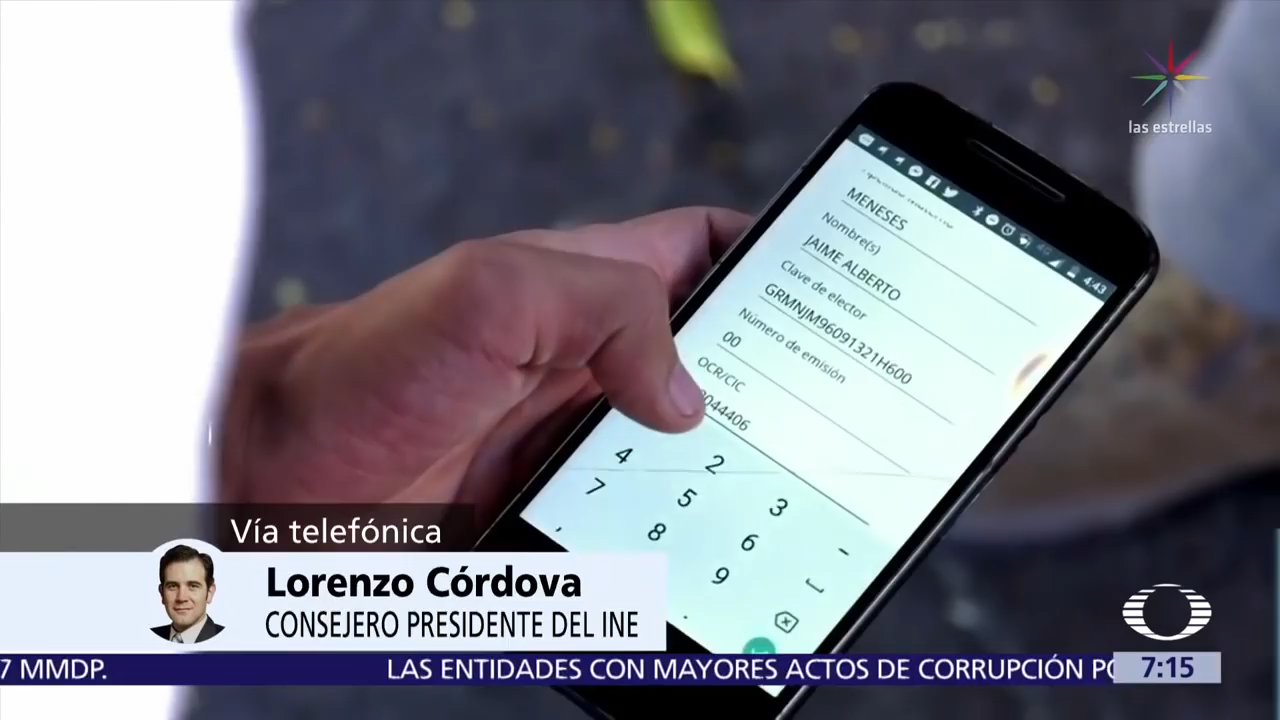 las estrellas
4:43
MENESES
Nombre(s)
JAIME ALBERTO
Clave de elector
GRMNJM96091321H600
Número de emisión
00
OCR/CIC
044406
2
3
4
5
6
7
8
9
Vía telefónica
Lorenzo Córdova
CONSEJERO PRESIDENTE DEL INE
7 MMDP.
LAS ENTIDADES CON MAYORES ACTOS DE CORRUPCIÓN
7:15